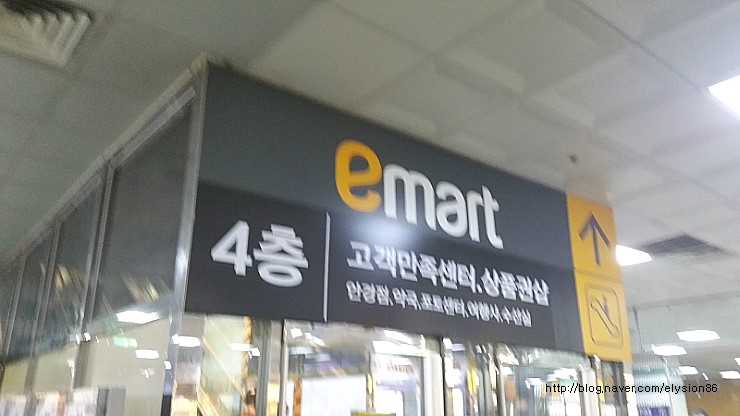 emart
4층
고객만족센터,상품권샵
안경점,약국,포토센터,여행사,수선실
http://blog.naver.com/elysion86